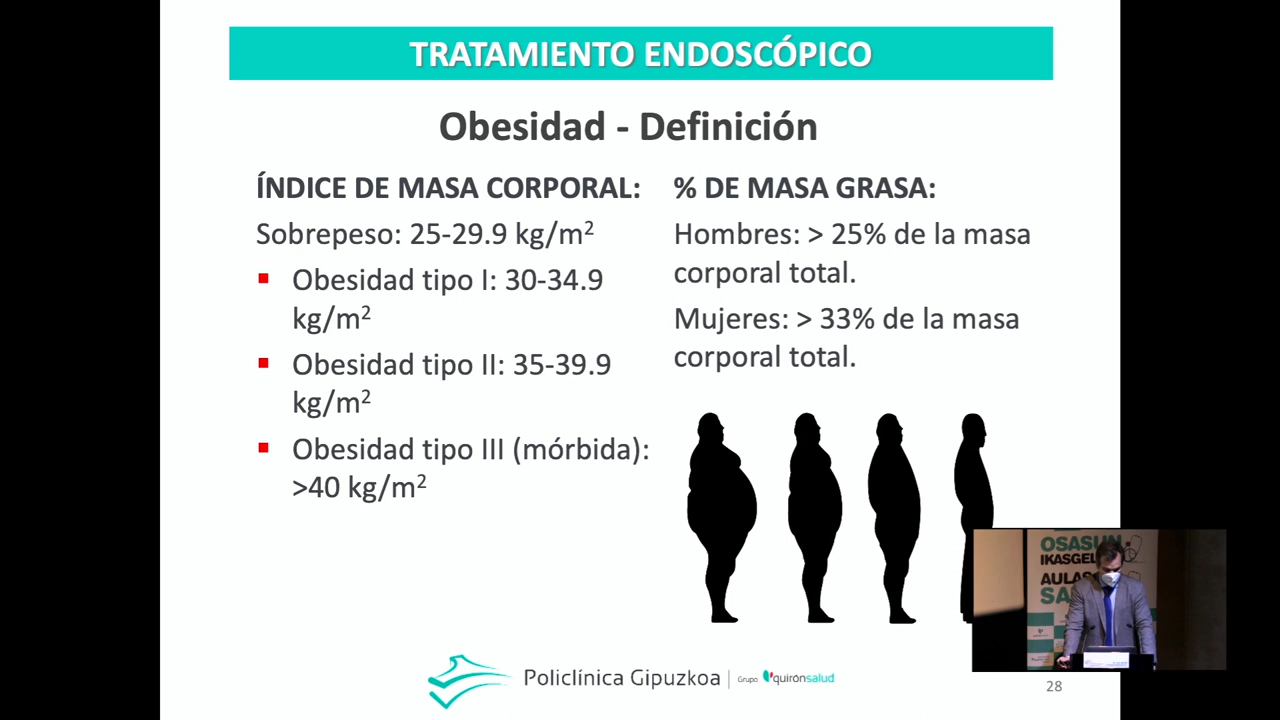 TRATAMIENTO ENDOSCÓPICO
Obesidad - Definición
ÍNDICE DE MASA CORPORAL:
Sobrepeso: 25-29.9 kg/m²
▪ Obesidad tipo I: 30-34.9
kg/m²
▪ Obesidad tipo II: 35-39.9
kg/m²
▪ Obesidad tipo III (mórbida):
>40 kg/m²
% DE MASA GRASA:
Hombres: > 25% de la masa
corporal total.
Mujeres: > 33% de la masa
corporal total.
OSASUN
IKASGEL
AULAS
SA
Policlínica Gipuzkoa | Grupo quirónsalud
28